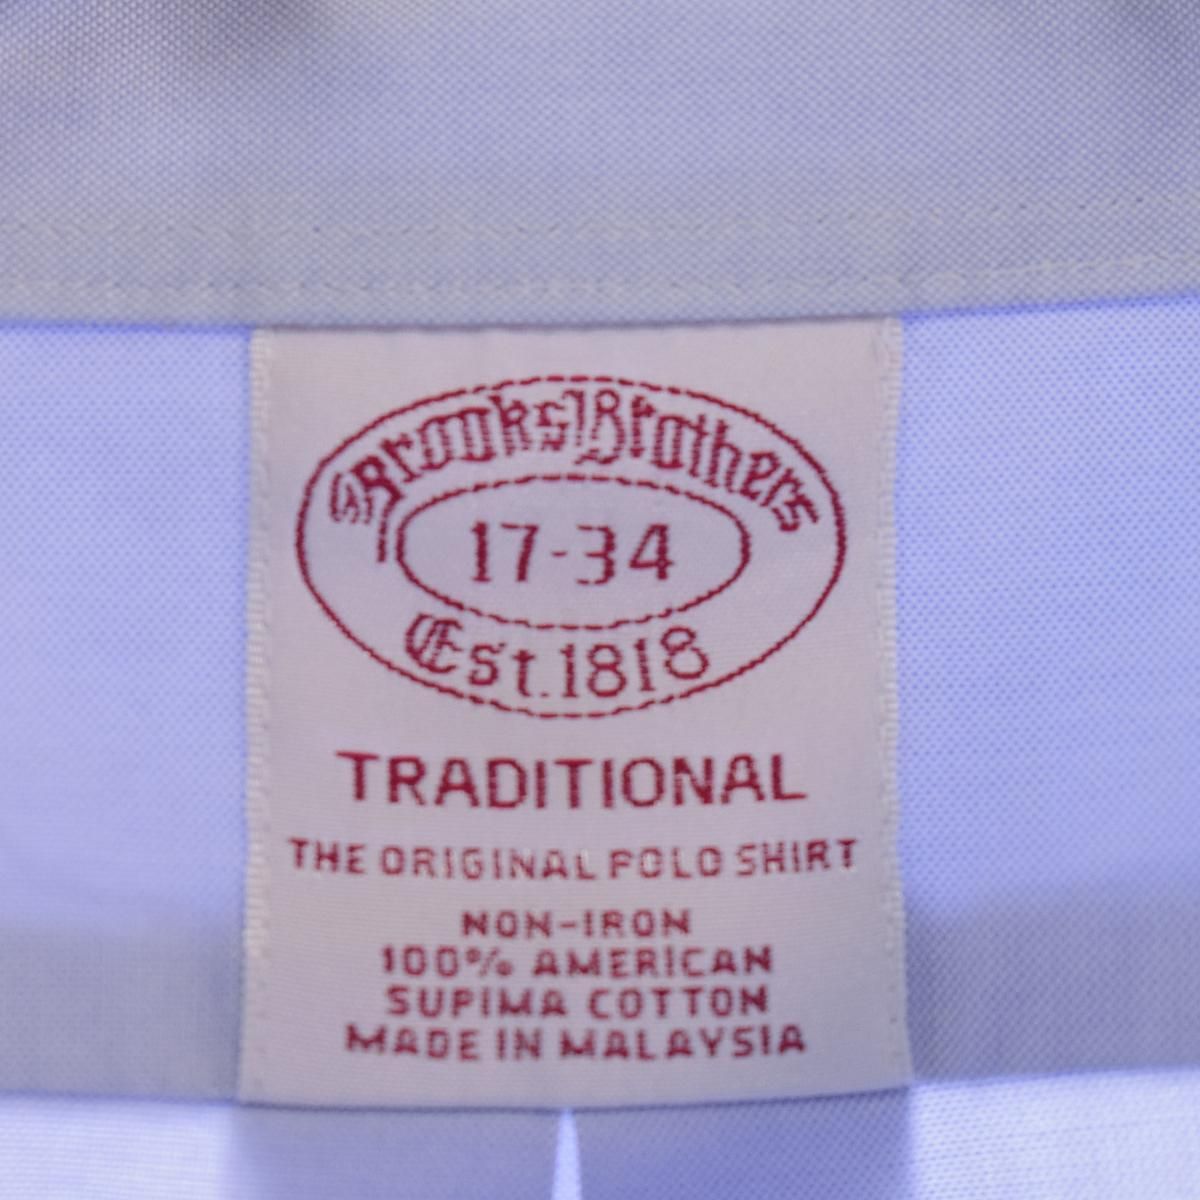 Brooks Brothers
17-34
Est. 1818
TRADITIONAL
THE ORIGINAL POLO SHIRT
NON-IRON
100% AMERICAN
SUPIMA COTTON
MADE IN MALAYSIA